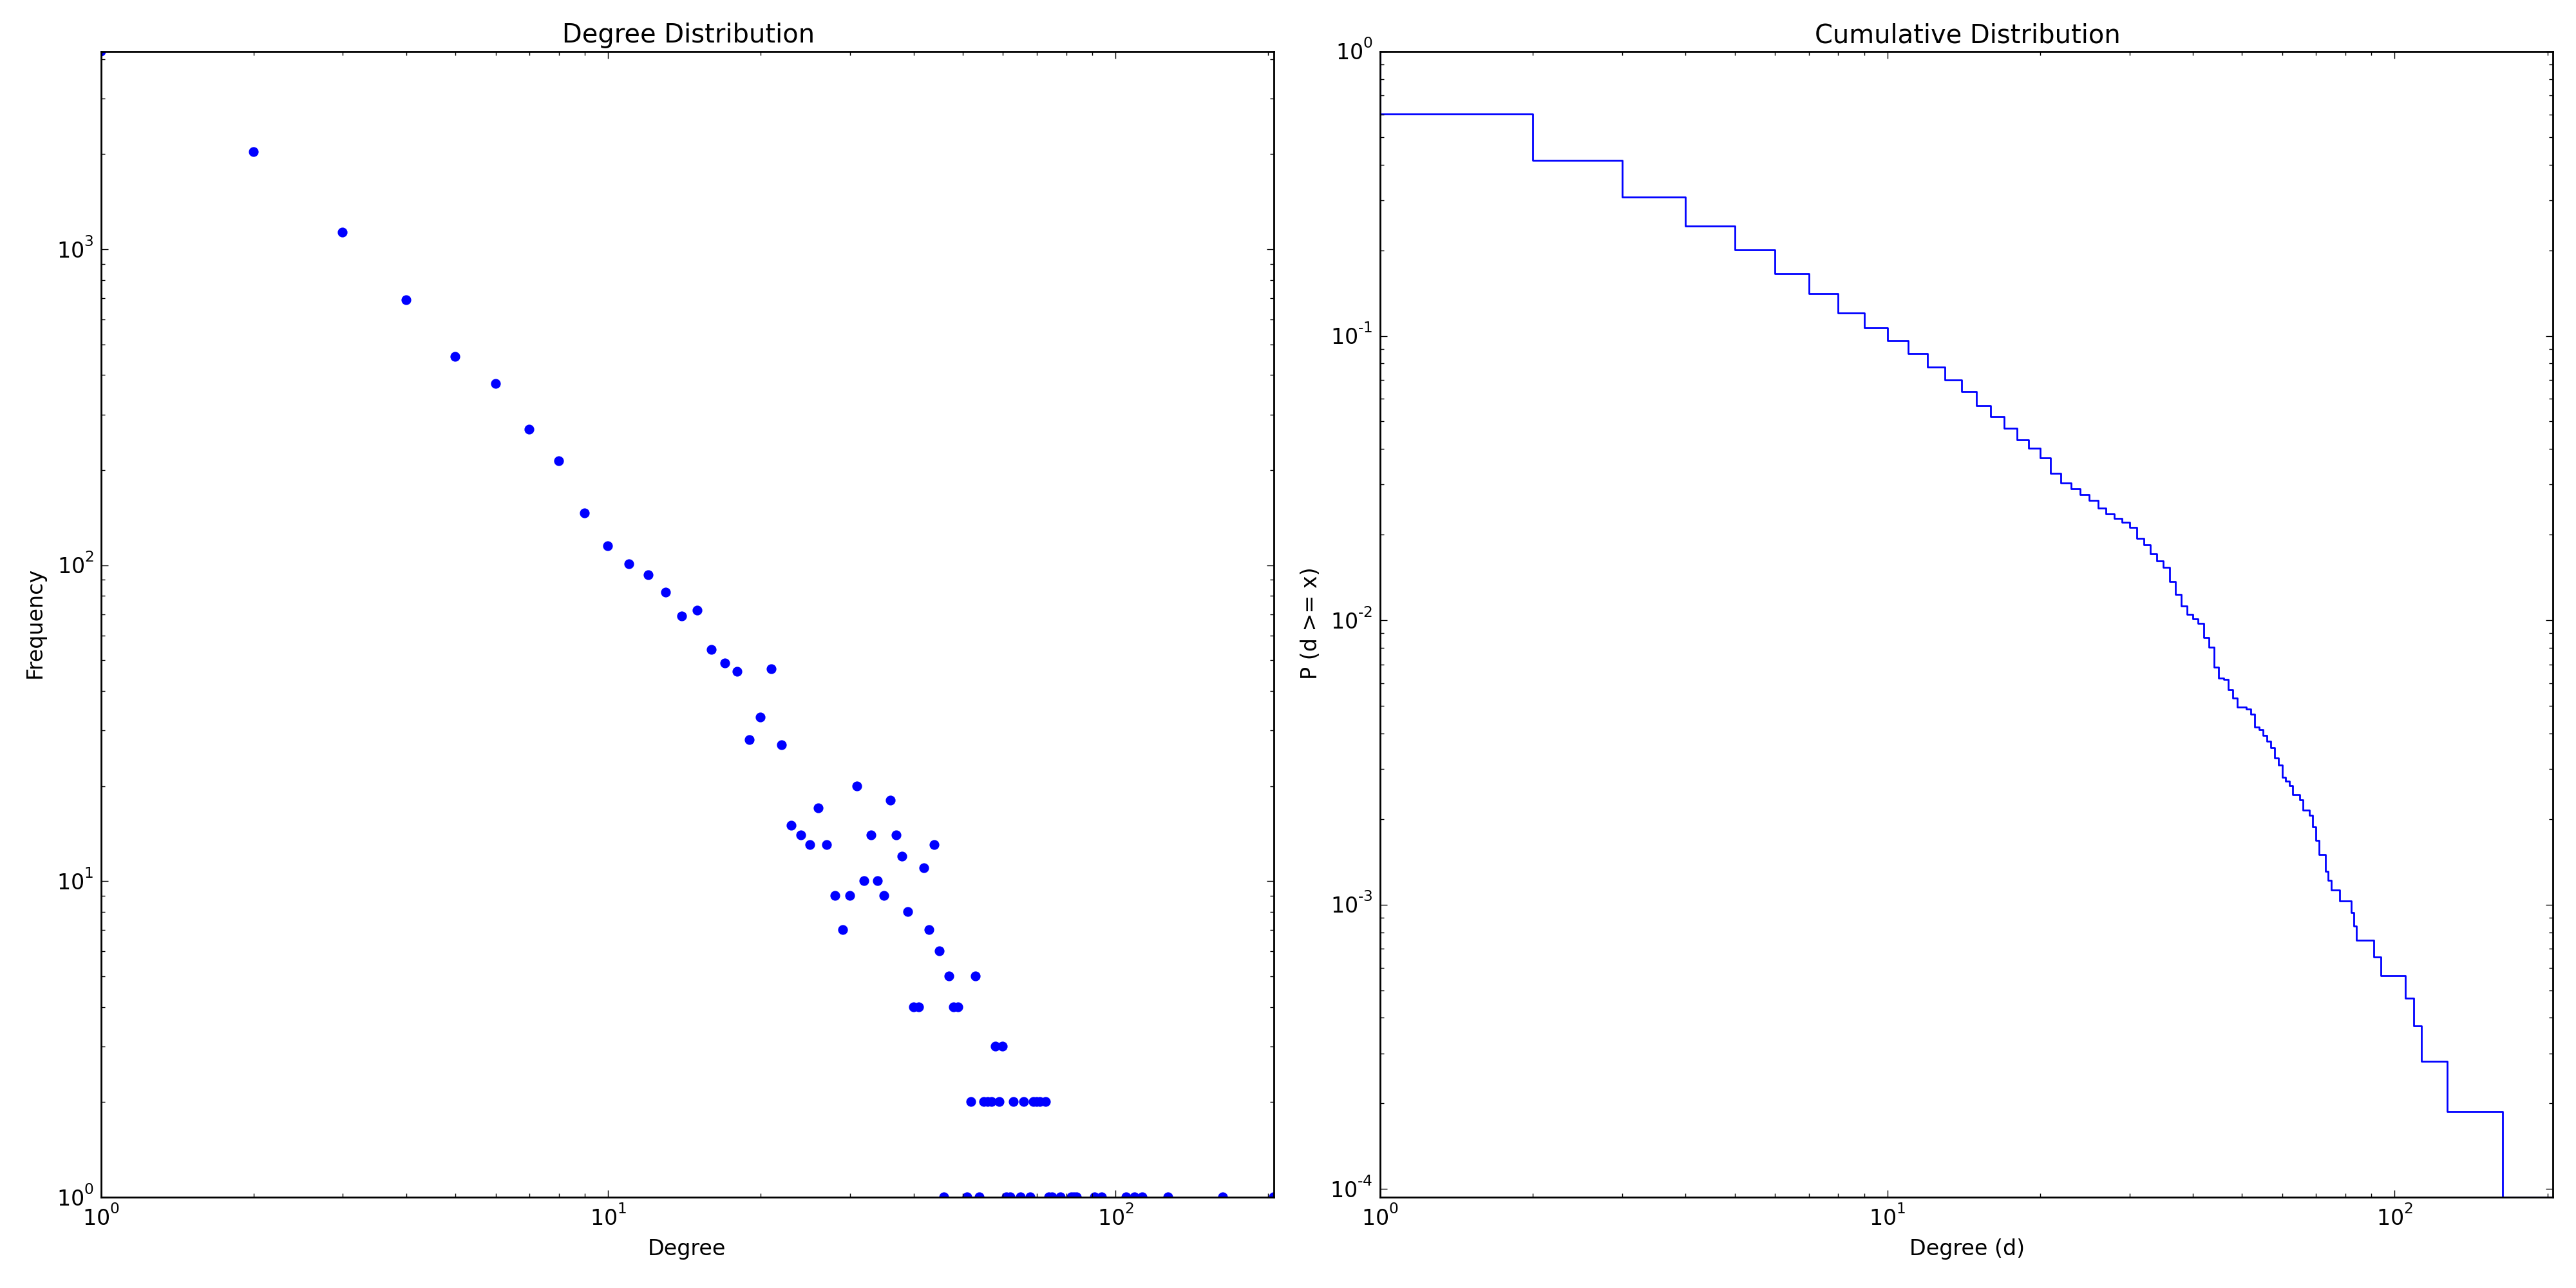 Degree Distribution
Frequency
10^3
10^2
10^1
10^0
10^0 10^1 10^2
Degree
Cumulative Distribution
P (d >= x)
10^0
10^-1
10^-2
10^-3
10^-4
10^0 10^1 10^2
Degree (d)